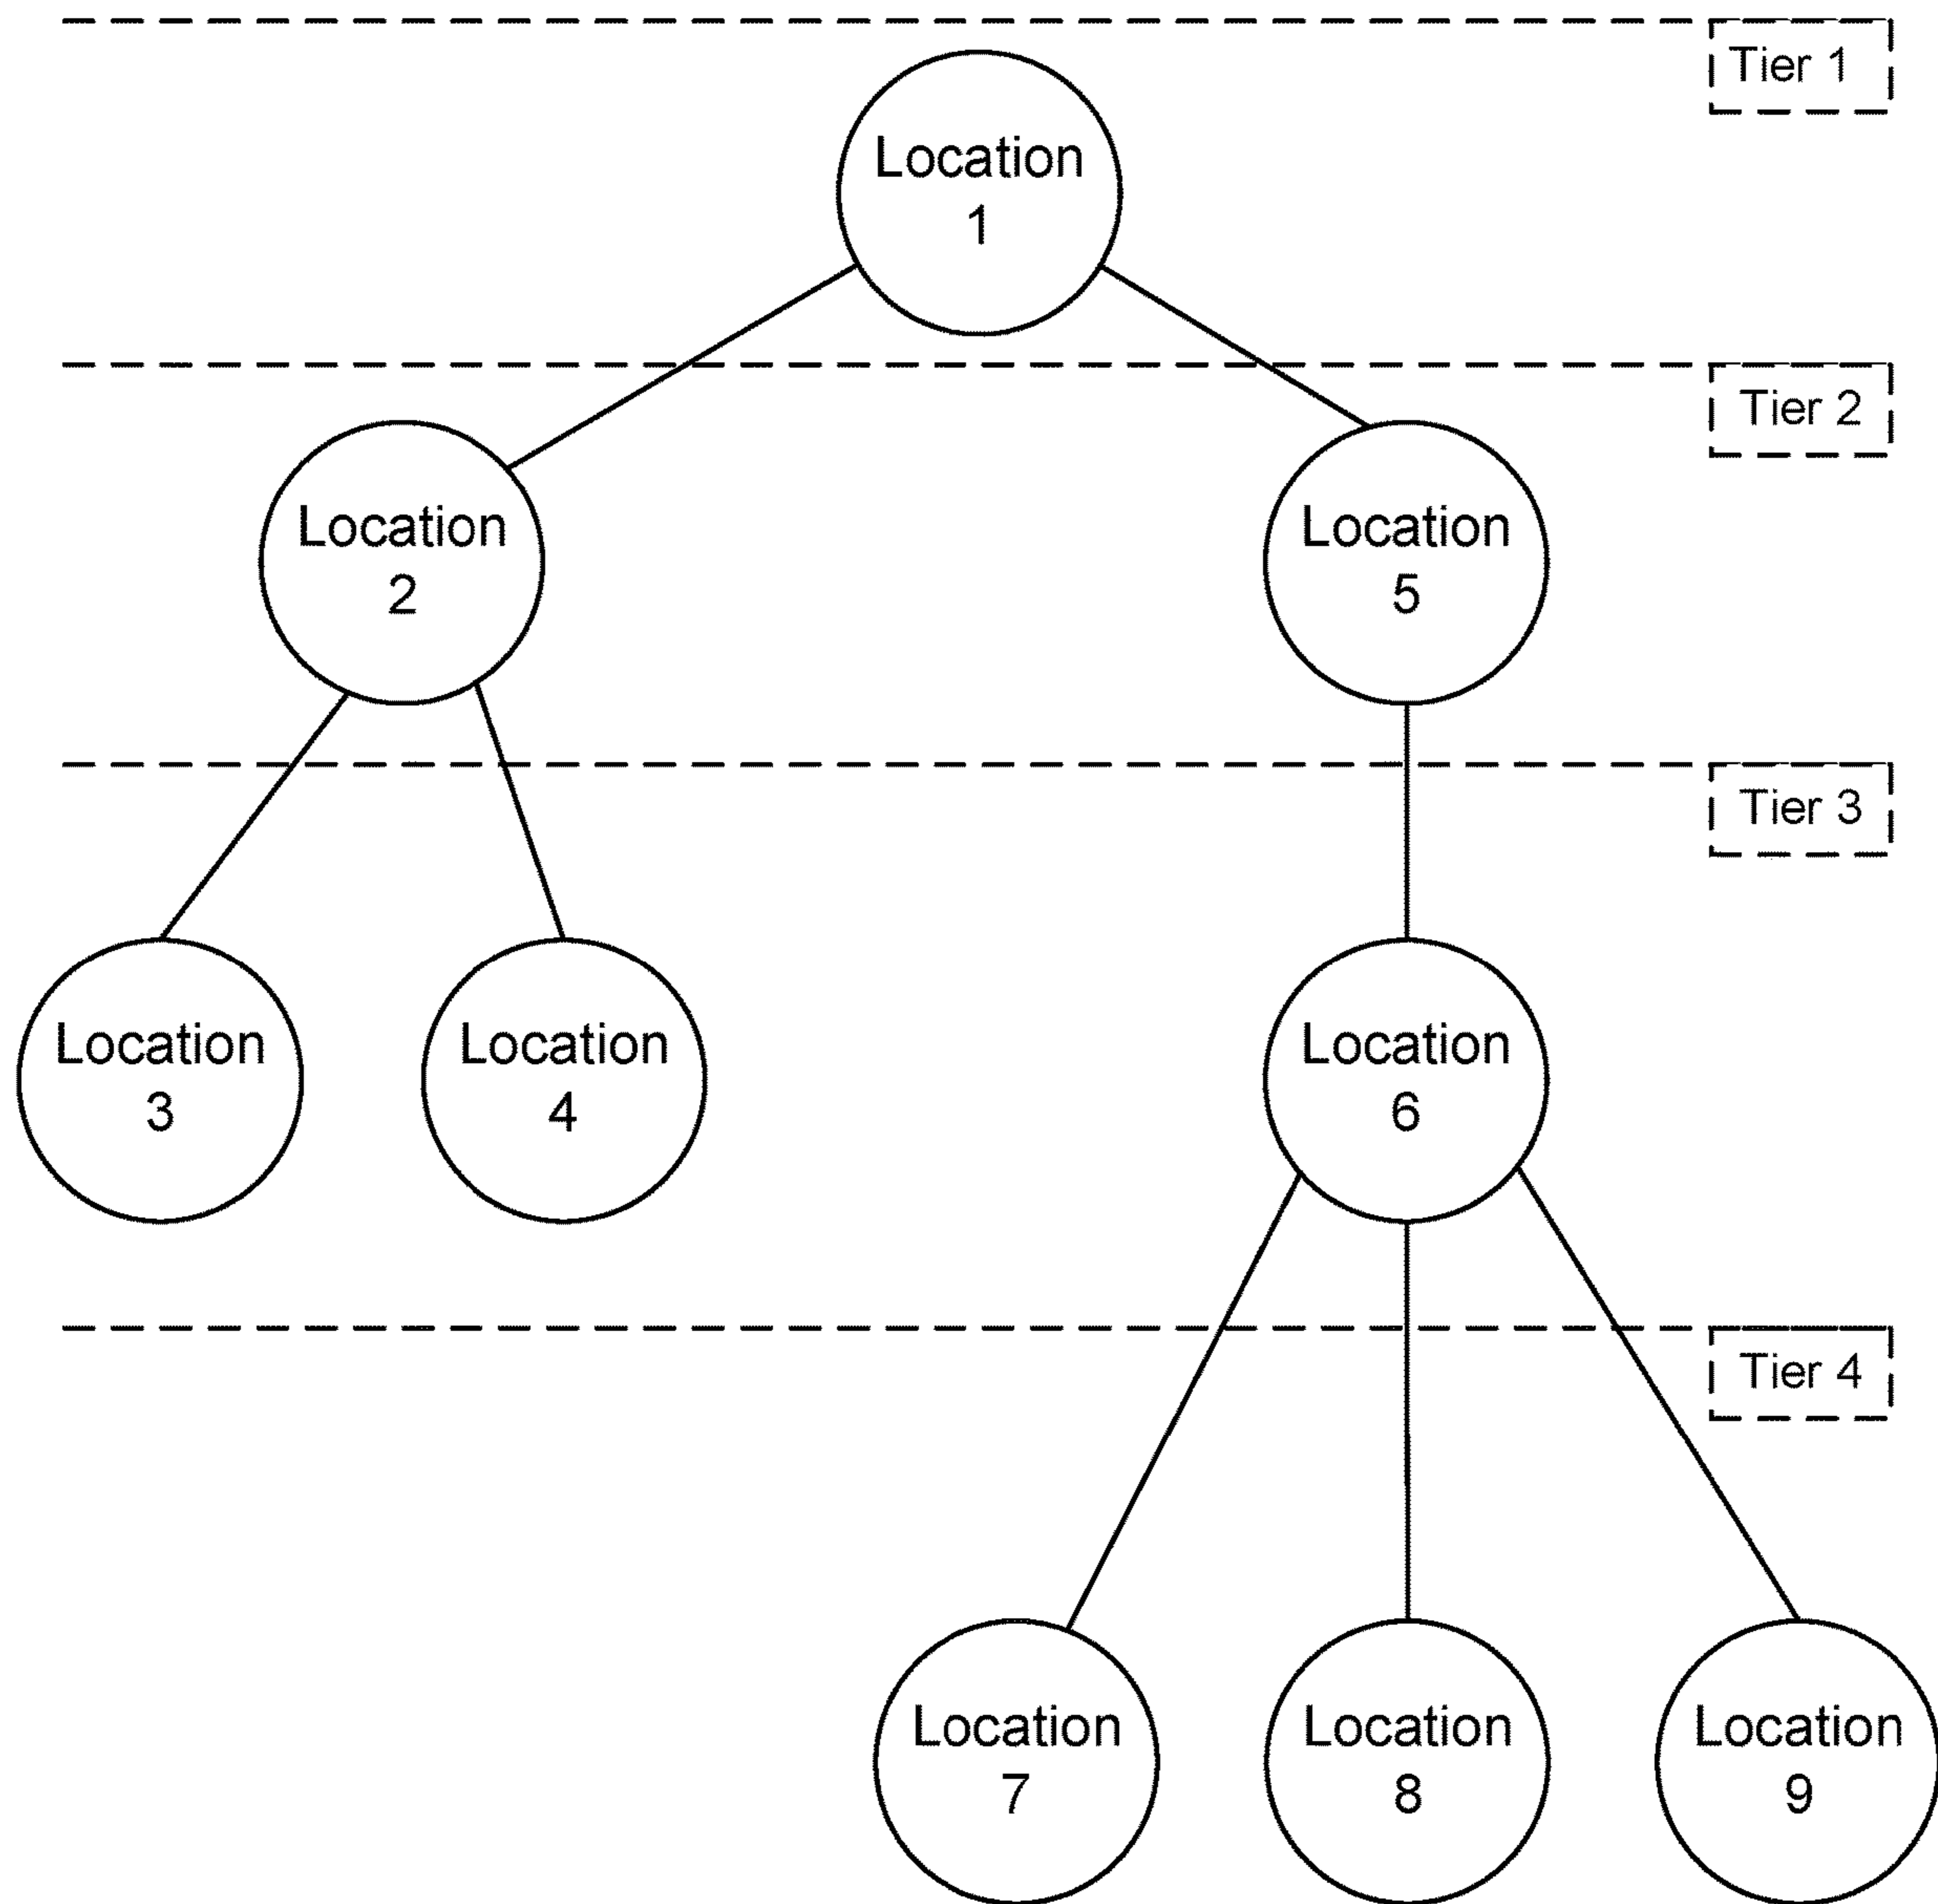 Tier 1
Location
1
Tier 2
Location
2
Location
5
Tier 3
Location
3
Location
4
Location
6
Tier 4
Location
7
Location
8
Location
9